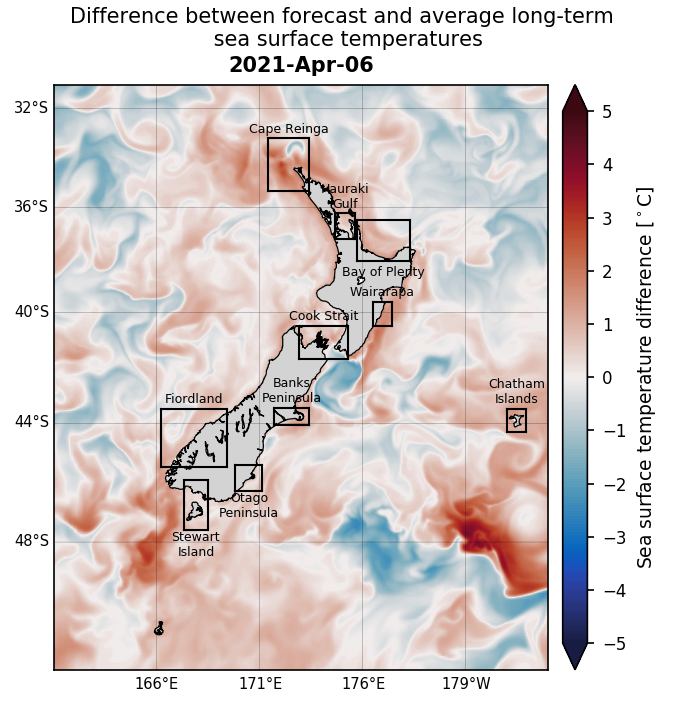 Difference between forecast and average long-term
sea surface temperatures
2021-Apr-06
32°S
36°S
40°S
44°S
48°S
166°E
171°E
176°E
179°W
Cape Reinga
Hauraki
Gulf
Bay of Plenty
Wairarapa
Cook Strait
Banks
Peninsula
Fiordland
Chatham
Islands
Otago
Peninsula
Stewart
Island
5
4
3
2
1
0
−1
−2
−3
−4
−5
Sea surface temperature difference [°C]